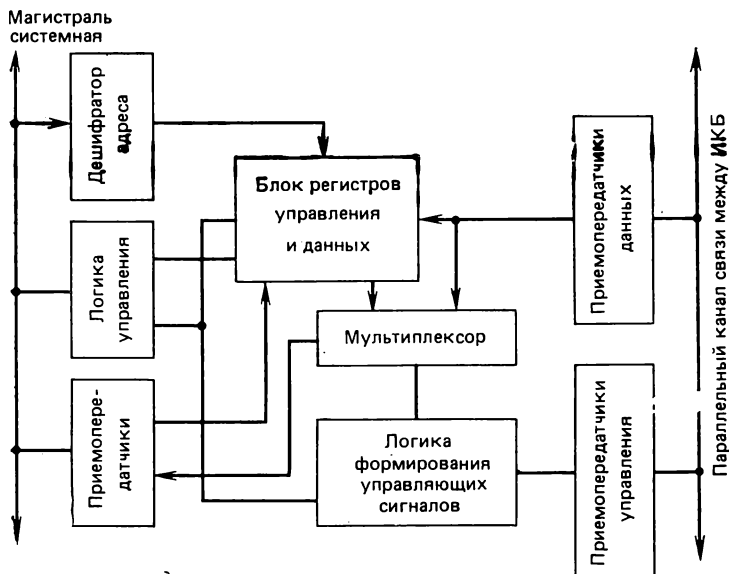 Магистраль
системная
Дешифратор
адреса
Блок регистров
управления
и данных
Приемопередатчики
данных
Логика
управления
Мультиплексор
Приемопере-
датчики
Логика
формирования
управляющих
сигналов
Приемопередатчики
управления
Параллельный канал связи между ИКБ